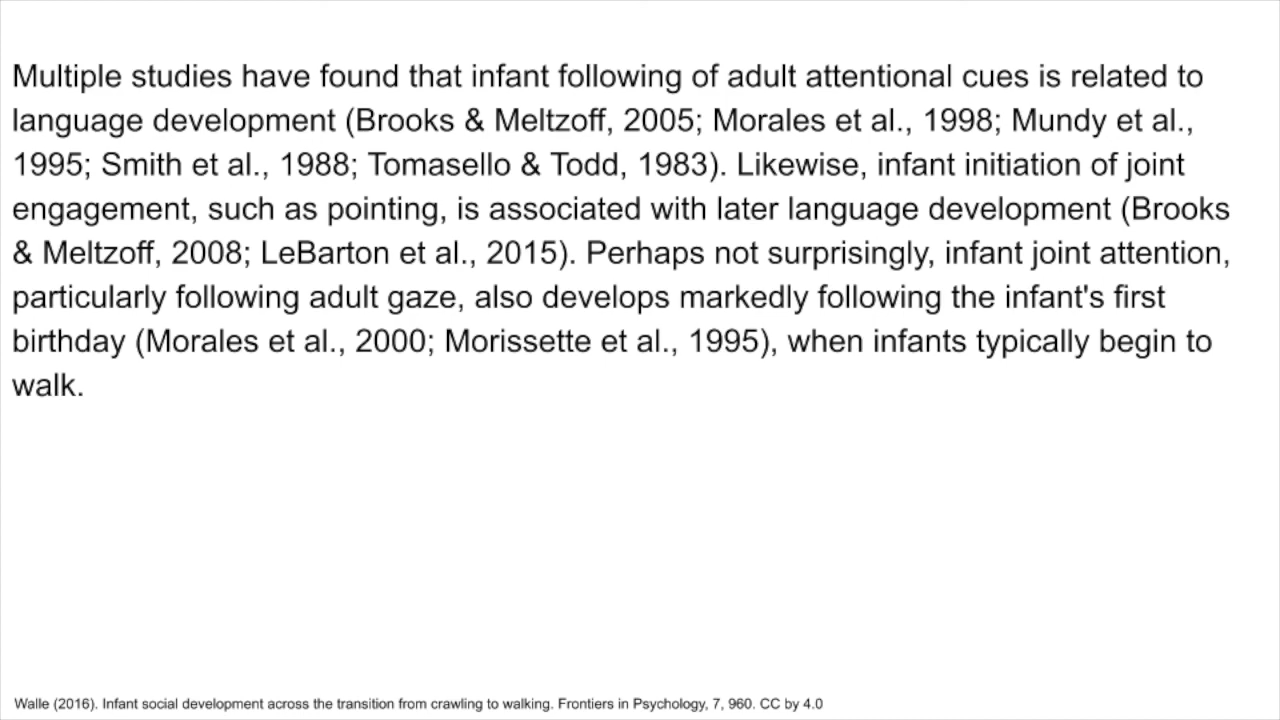 Multiple studies have found that infant following of adult attentional cues is related to
language development (Brooks & Meltzoff, 2005; Morales et al., 1998; Mundy et al.,
1995; Smith et al., 1988; Tomasello & Todd, 1983). Likewise, infant initiation of joint
engagement, such as pointing, is associated with later language development (Brooks
& Meltzoff, 2008; LeBarton et al., 2015). Perhaps not surprisingly, infant joint attention,
particularly following adult gaze, also develops markedly following the infant's first
birthday (Morales et al., 2000; Morissette et al., 1995), when infants typically begin to
walk.
Walle (2016). Infant social development across the transition from crawling to walking. Frontiers in Psychology, 7, 960. CC by 4.0